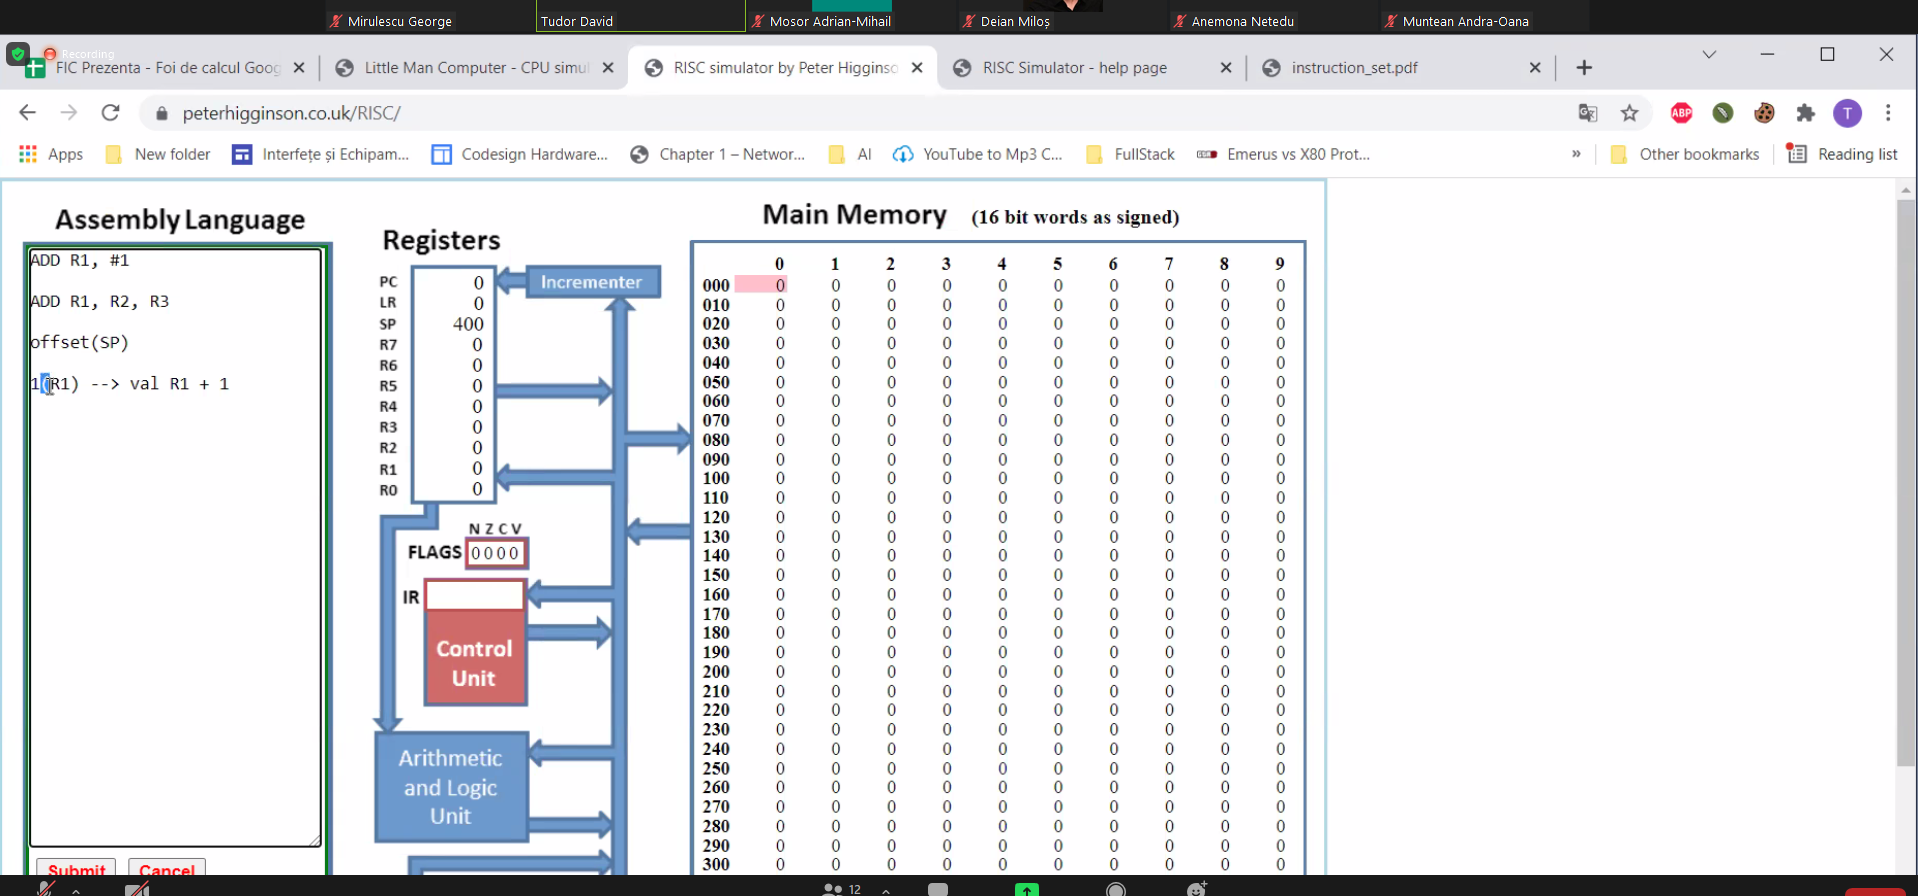 Mirulescu George
Tudor David
Mosor Adrian-Mihail
Deian Miloș
Anemona Netedu
Muntean Andra-Oana
Recording
FIC Prezenta - Foi de calcul Goog
Little Man Computer - CPU simul
RISC simulator by Peter Higginso
RISC Simulator - help page
instruction_set.pdf
peterhigginson.co.uk/RISC/
ABP
T
Apps
New folder
Interfețe și Echipam...
Codesign Hardware...
Chapter 1 – Networ...
AI
YouTube to Mp3 C...
FullStack
Emerus vs X80 Prot...
»
Other bookmarks
Reading list
Assembly Language
ADD R1, #1
ADD R1, R2, R3
offset(SP)
1(R1) --> val R1 + 1
Submit Cancel
Registers
PC 0
LR 0
SP 400
R7 0
R6 0
R5 0
R4 0
R3 0
R2 0
R1 0
R0 0
Incrementer
N Z C V
FLAGS 0 0 0 0
IR
Control
Unit
Arithmetic
and Logic
Unit
Main Memory (16 bit words as signed)
0 1 2 3 4 5 6 7 8 9
000 0 0 0 0 0 0 0 0 0 0
010 0 0 0 0 0 0 0 0 0 0
020 0 0 0 0 0 0 0 0 0 0
030 0 0 0 0 0 0 0 0 0 0
040 0 0 0 0 0 0 0 0 0 0
050 0 0 0 0 0 0 0 0 0 0
060 0 0 0 0 0 0 0 0 0 0
070 0 0 0 0 0 0 0 0 0 0
080 0 0 0 0 0 0 0 0 0 0
090 0 0 0 0 0 0 0 0 0 0
100 0 0 0 0 0 0 0 0 0 0
110 0 0 0 0 0 0 0 0 0 0
120 0 0 0 0 0 0 0 0 0 0
130 0 0 0 0 0 0 0 0 0 0
140 0 0 0 0 0 0 0 0 0 0
150 0 0 0 0 0 0 0 0 0 0
160 0 0 0 0 0 0 0 0 0 0
170 0 0 0 0 0 0 0 0 0 0
180 0 0 0 0 0 0 0 0 0 0
190 0 0 0 0 0 0 0 0 0 0
200 0 0 0 0 0 0 0 0 0 0
210 0 0 0 0 0 0 0 0 0 0
220 0 0 0 0 0 0 0 0 0 0
230 0 0 0 0 0 0 0 0 0 0
240 0 0 0 0 0 0 0 0 0 0
250 0 0 0 0 0 0 0 0 0 0
260 0 0 0 0 0 0 0 0 0 0
270 0 0 0 0 0 0 0 0 0 0
280 0 0 0 0 0 0 0 0 0 0
290 0 0 0 0 0 0 0 0 0 0
300 0 0 0 0 0 0 0 0 0 0
12